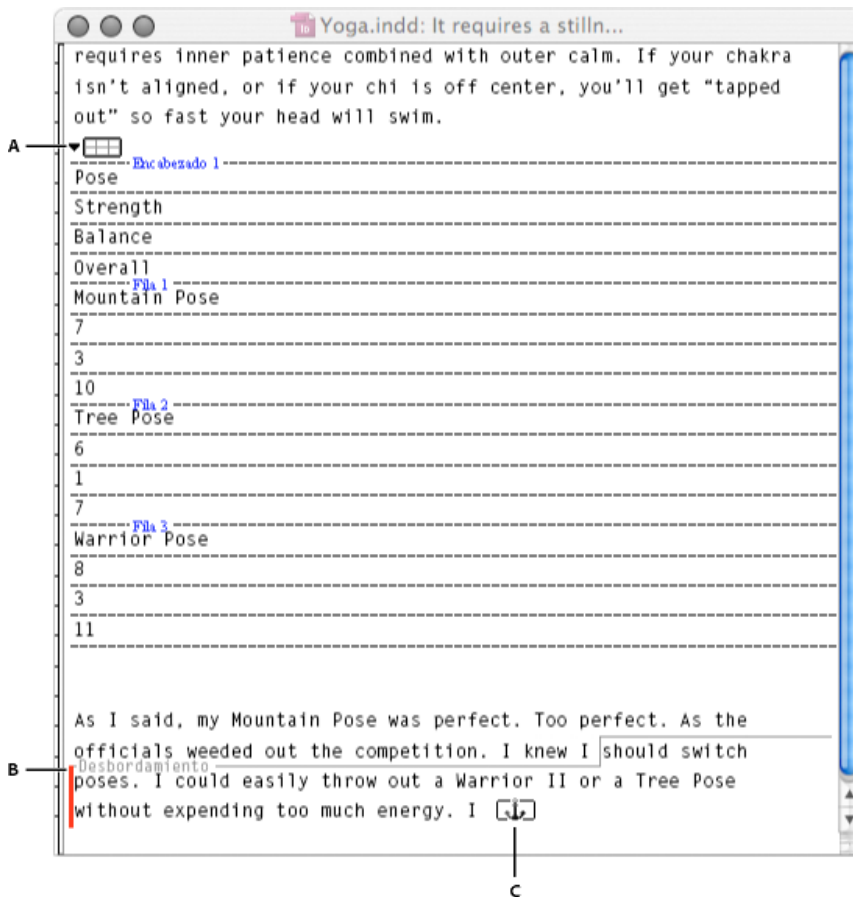 Yoga.indd: It requires a stilln...
requires inner patience combined with outer calm. If your chakra
isn't aligned, or if your chi is off center, you'll get “tapped
out” so fast your head will swim.
A
Encabezado 1
Pose
Strength
Balance
Overall
Fila 1
Mountain Pose
7
3
10
Fila 2
Tree Pose
6
1
7
Fila 3
Warrior Pose
8
3
11
As I said, my Mountain Pose was perfect. Too perfect. As the
officials weeded out the competition. I knew I should switch
B
Desbordamiento
poses. I could easily throw out a Warrior II or a Tree Pose
without expending too much energy. I
C